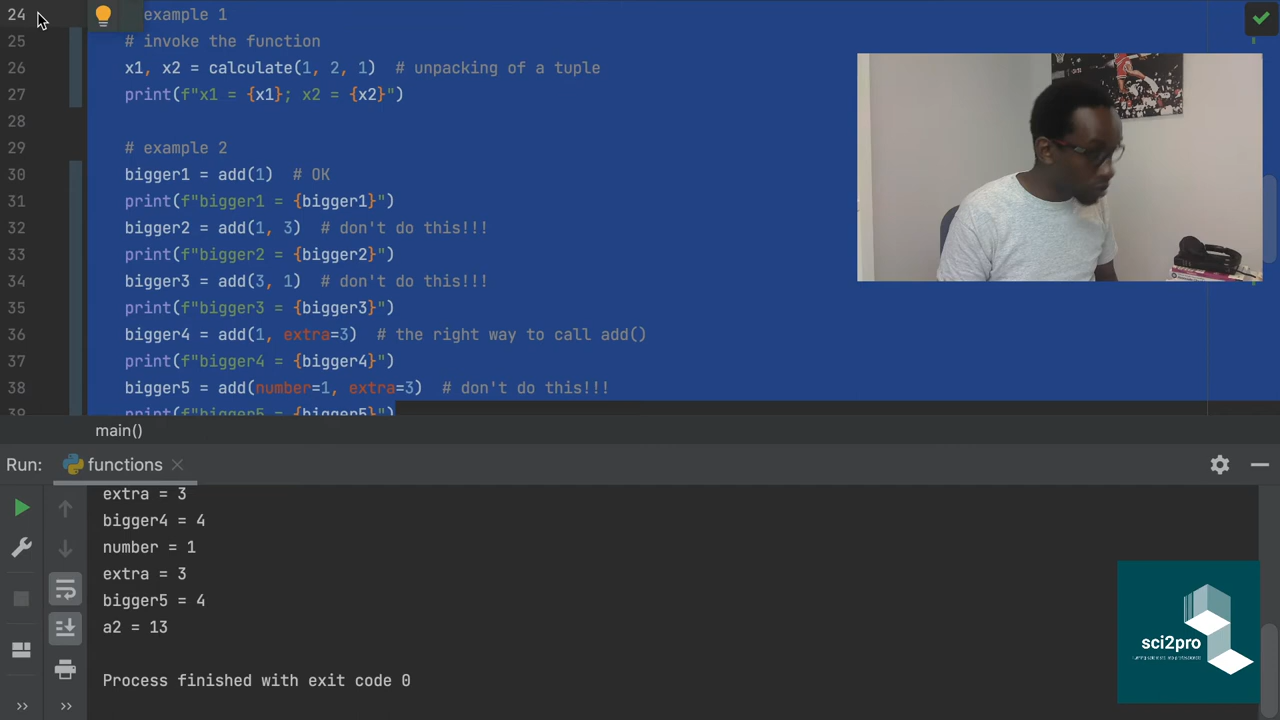 24 example 1
25 # invoke the function
26 x1, x2 = calculate(1, 2, 1)  # unpacking of a tuple
27 print(f"x1 = {x1}; x2 = {x2}")
28
29 # example 2
30 bigger1 = add(1)  # OK
31 print(f"bigger1 = {bigger1}")
32 bigger2 = add(1, 3)  # don't do this!!!
33 print(f"bigger2 = {bigger2}")
34 bigger3 = add(3, 1)  # don't do this!!!
35 print(f"bigger3 = {bigger3}")
36 bigger4 = add(1, extra=3)  # the right way to call add()
37 print(f"bigger4 = {bigger4}")
38 bigger5 = add(number=1, extra=3)  # don't do this!!!
39 print(f"bigger5 = {bigger5}")
main()
Run: functions
extra = 3
bigger4 = 4
number = 1
extra = 3
bigger5 = 4
a2 = 13
Process finished with exit code 0
sci2pro